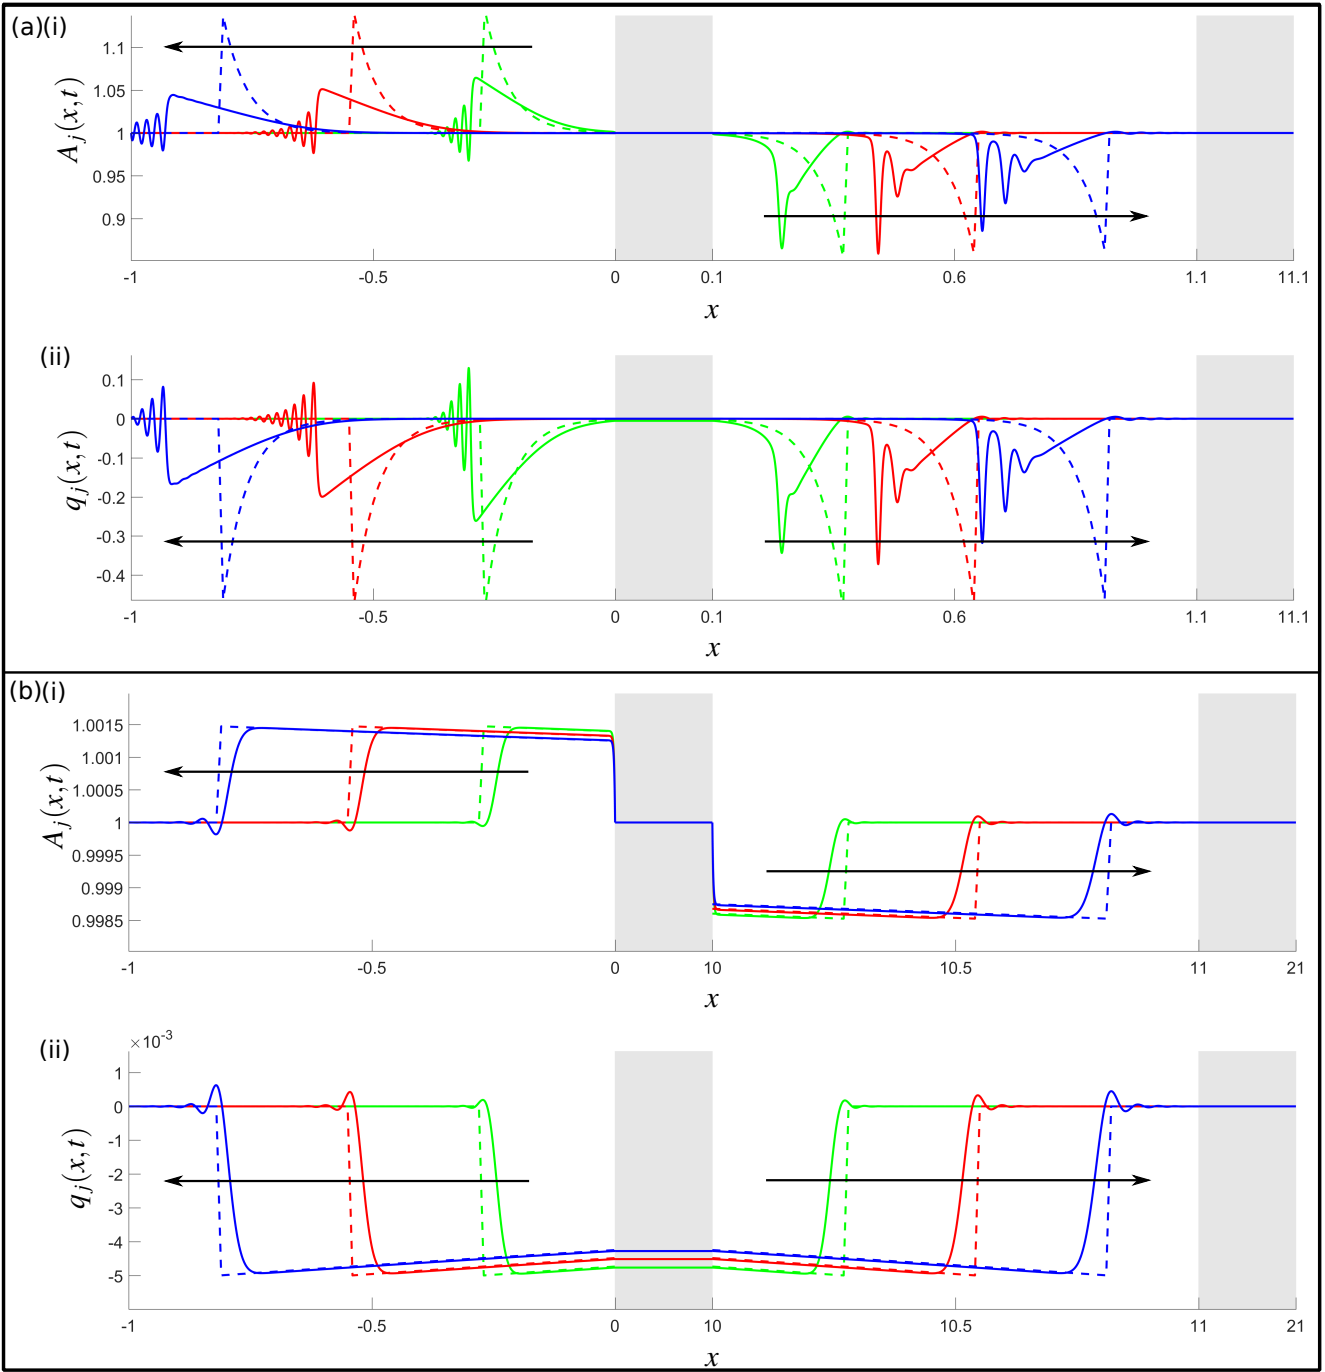 (a)(i)
A_j(x,t)
1.1
1.05
1
0.95
0.9
-1 -0.5 0 0.1 0.6 1.1 11.1
x
(ii)
q_j(x,t)
0.1
0
-0.1
-0.2
-0.3
-0.4
-1 -0.5 0 0.1 0.6 1.1 11.1
x
(b)(i)
A_j(x,t)
1.0015
1.001
1.0005
1
0.9995
0.999
0.9985
-1 -0.5 0 10 10.5 11 21
x
(ii)
×10⁻³
q_j(x,t)
1
0
-1
-2
-3
-4
-5
-1 -0.5 0 10 10.5 11 21
x